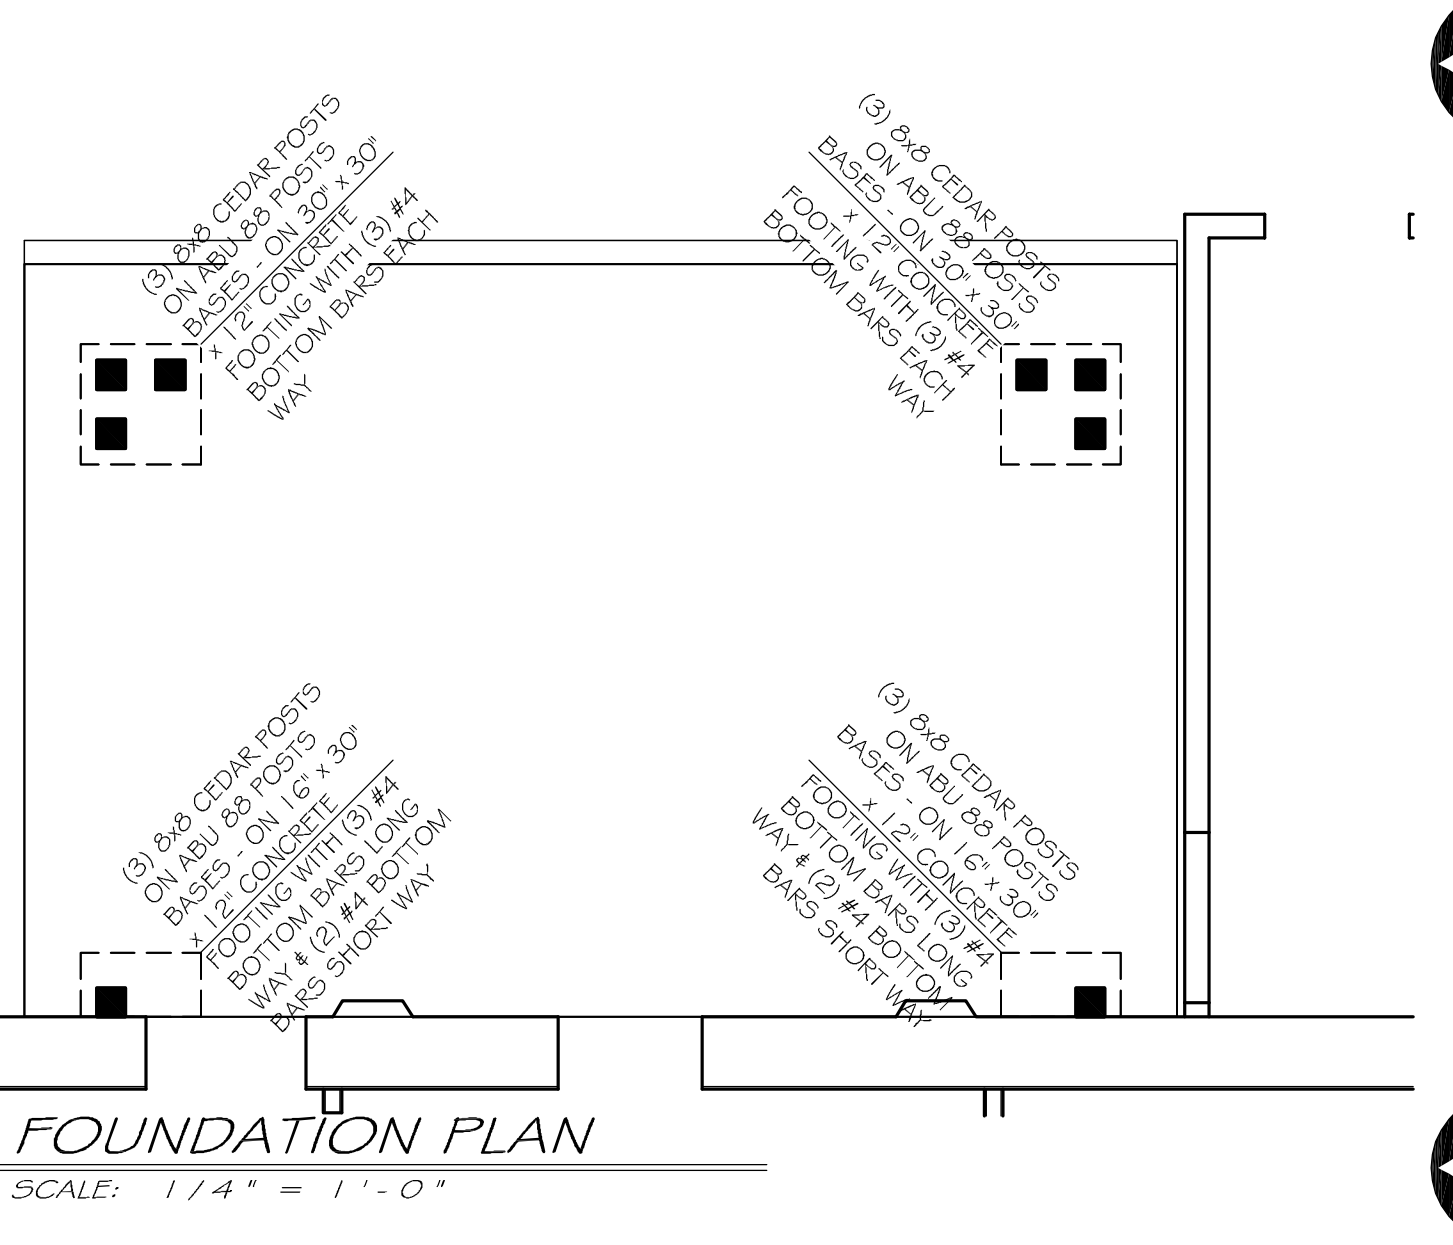 (3) 8x8 CEDAR POSTS
ON ABU 88 POSTS
BASES - ON 30" x 30"
x 12" CONCRETE
FOOTING WITH (3) #4
BOTTOM BARS EACH
WAY
(3) 8x8 CEDAR POSTS
ON ABU 88 POSTS
BASES - ON 30" x 30"
x 12" CONCRETE
FOOTING WITH (3) #4
BOTTOM BARS EACH
WAY
(3) 8x8 CEDAR POSTS
ON ABU 88 POSTS
BASES - ON 16" x 30"
x 12" CONCRETE
FOOTING WITH (3) #4
BOTTOM BARS LONG
WAY & (2) #4 BOTTOM
BARS SHORT WAY
(3) 8x8 CEDAR POSTS
ON ABU 88 POSTS
BASES - ON 16" x 30"
x 12" CONCRETE
FOOTING WITH (3) #4
BOTTOM BARS LONG
WAY & (2) #4 BOTTOM
BARS SHORT WAY
FOUNDATION PLAN
SCALE: 1/4" = 1'-0"